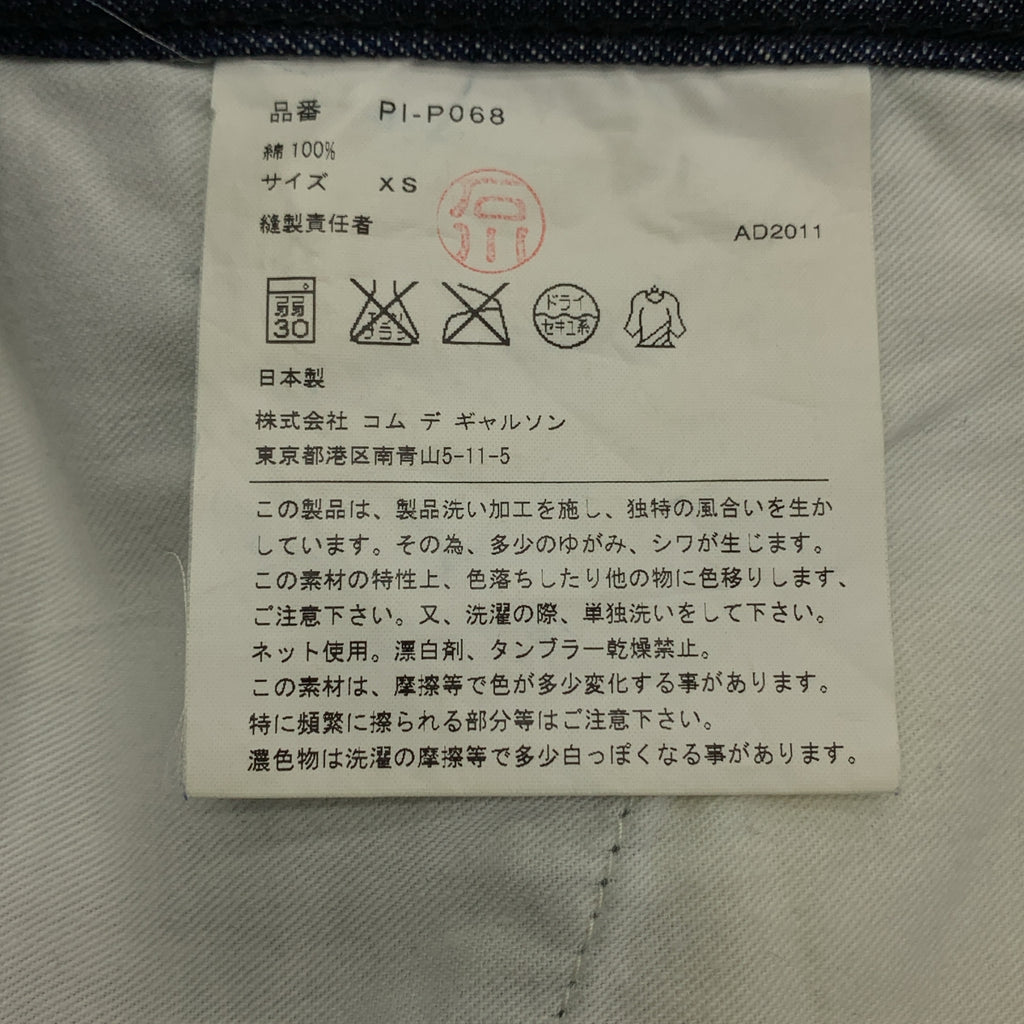 品番 PI-P068
綿 100%
サイズ XS
縫製責任者
AD2011
弱
30
ドライ
セキユ系
日本製
株式会社 コム デ ギャルソン
東京都港区南青山5-11-5
この製品は、製品洗い加工を施し、独特の風合いを生か
しています。その為、多少のゆがみ、シワが生じます。
この素材の特性上、色落ちしたり他の物に色移りします、
ご注意下さい。又、洗濯の際、単独洗いをして下さい。
ネット使用。漂白剤、タンブラー乾燥禁止。
この素材は、摩擦等で色が多少変化する事があります。
特に頻繁に擦られる部分等はご注意下さい。
濃色物は洗濯の摩擦等で多少白っぽくなる事があります。